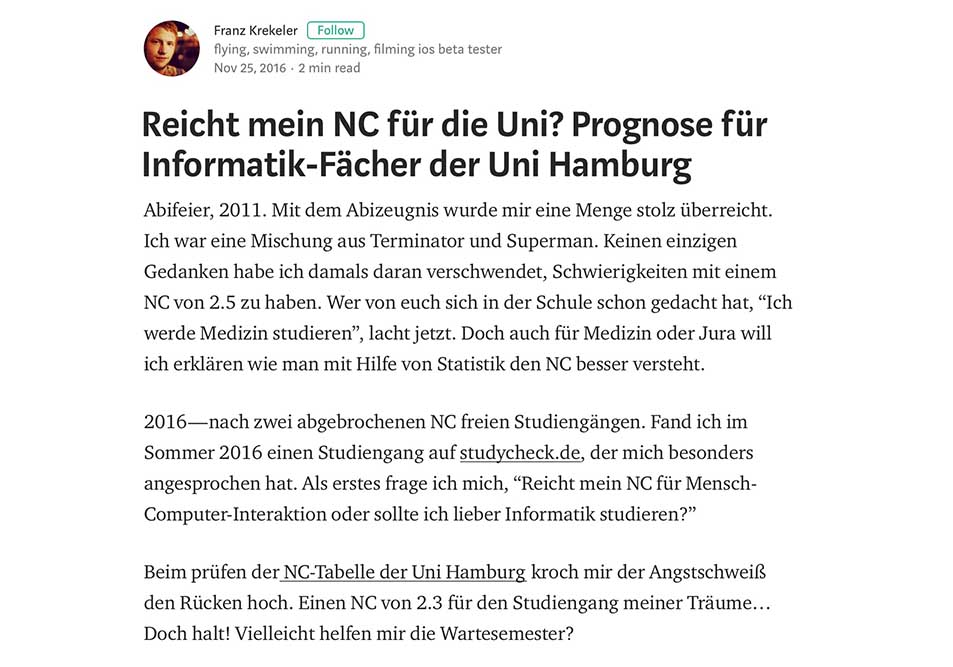 Franz Krekeler Follow
flying, swimming, running, filming ios beta tester
Nov 25, 2016 · 2 min read
Reicht mein NC für die Uni? Prognose für
Informatik-Fächer der Uni Hamburg
Abifeier, 2011. Mit dem Abizeugnis wurde mir eine Menge stolz überreicht.
Ich war eine Mischung aus Terminator und Superman. Keinen einzigen
Gedanken habe ich damals daran verschwendet, Schwierigkeiten mit einem
NC von 2.5 zu haben. Wer von euch sich in der Schule schon gedacht hat, “Ich
werde Medizin studieren”, lacht jetzt. Doch auch für Medizin oder Jura will
ich erklären wie man mit Hilfe von Statistik den NC besser versteht.
2016—nach zwei abgebrochenen NC freien Studiengängen. Fand ich im
Sommer 2016 einen Studiengang auf studycheck.de, der mich besonders
angesprochen hat. Als erstes frage ich mich, “Reicht mein NC für Mensch-
Computer-Interaktion oder sollte ich lieber Informatik studieren?”
Beim prüfen der NC-Tabelle der Uni Hamburg kroch mir der Angstschweiß
den Rücken hoch. Einen NC von 2.3 für den Studiengang meiner Träume…
Doch halt! Vielleicht helfen mir die Wartesemester?